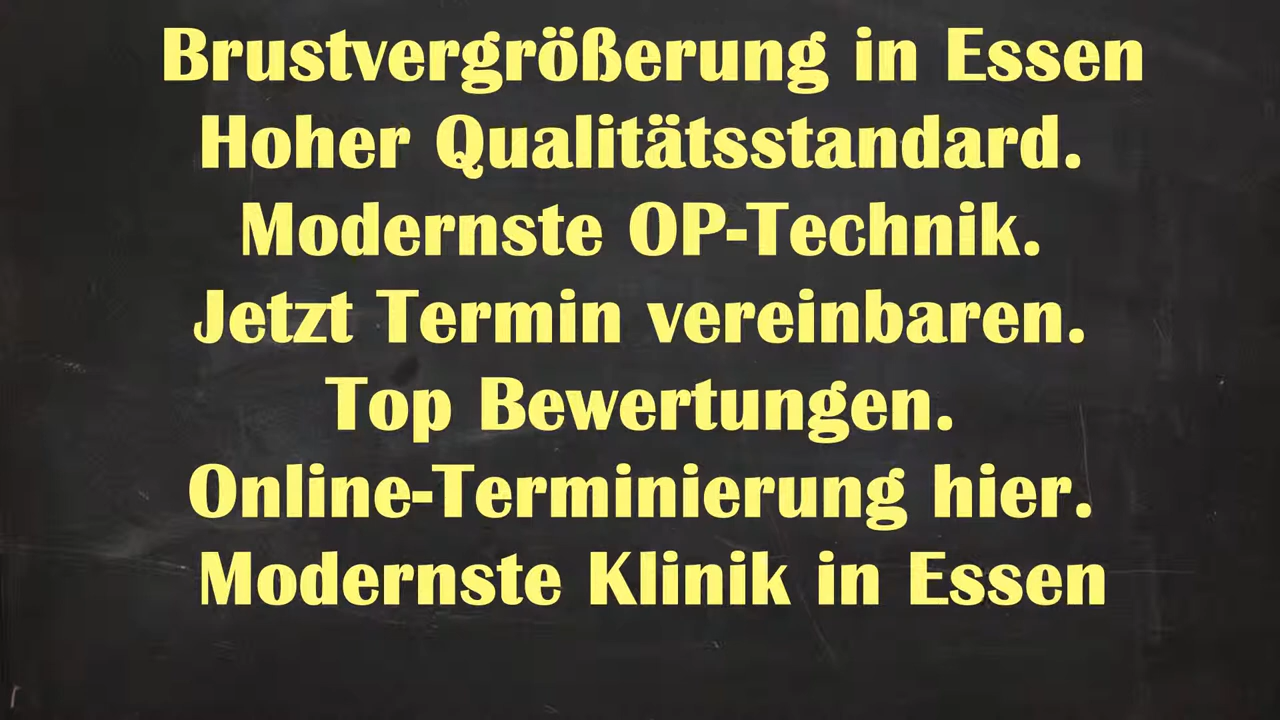 Brustvergrößerung in Essen
Hoher Qualitätsstandard.
Modernste OP-Technik.
Jetzt Termin vereinbaren.
Top Bewertungen.
Online-Terminierung hier.
Modernste Klinik in Essen